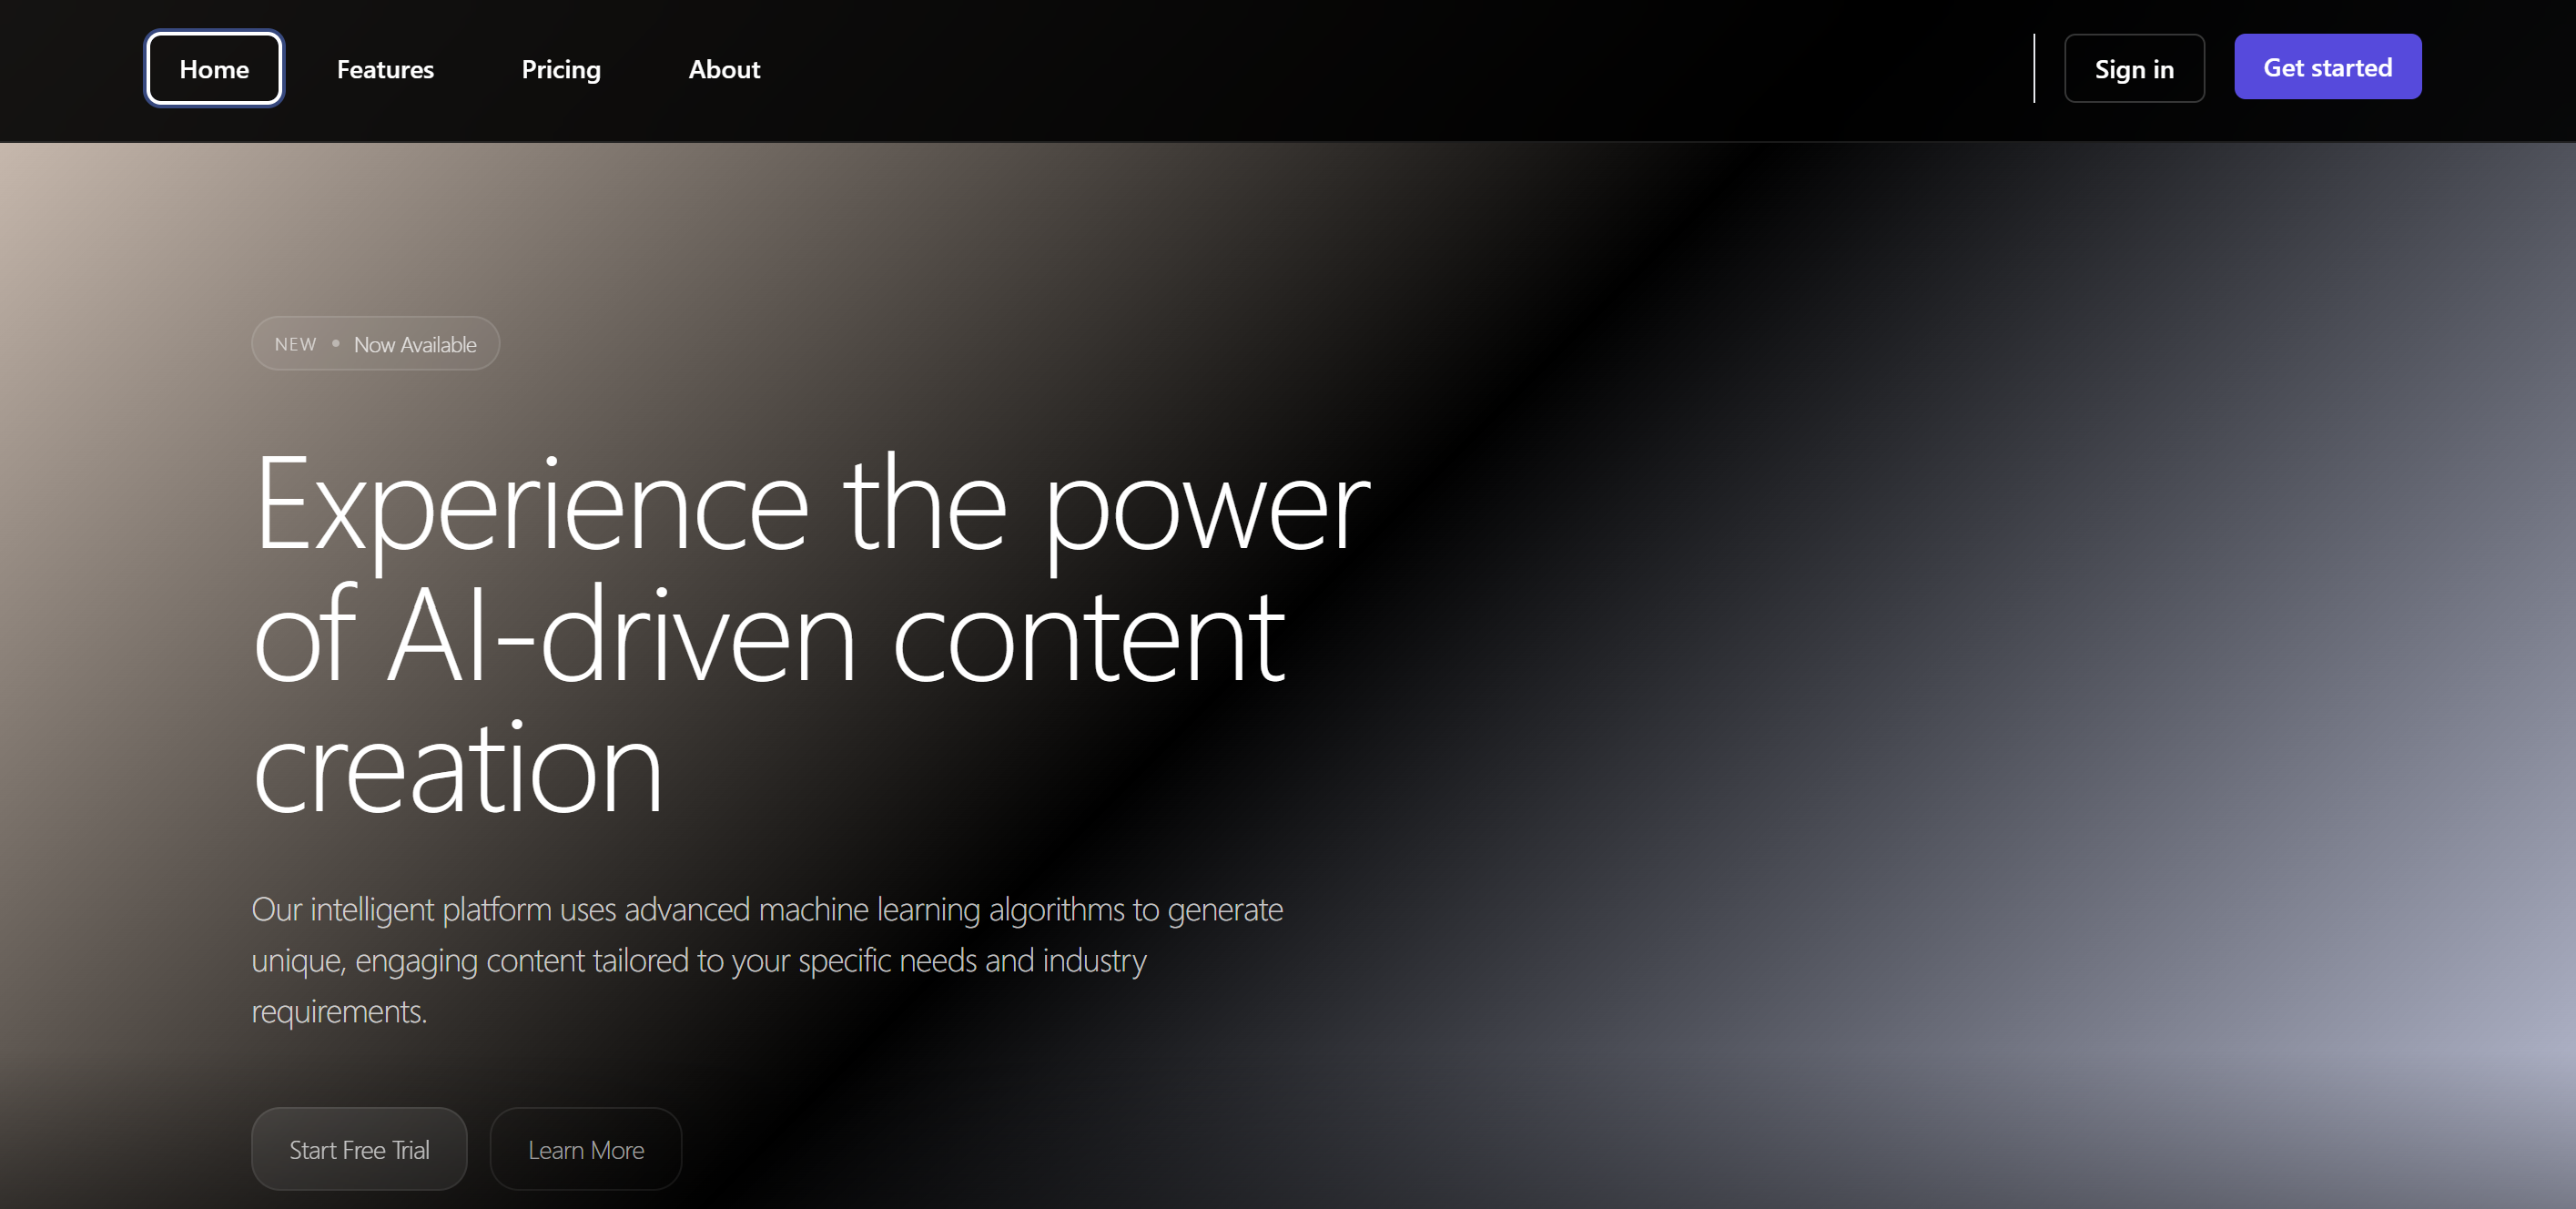 Home Features Pricing About Sign in Get started
NEW • Now Available
Experience the power
of AI-driven content
creation
Our intelligent platform uses advanced machine learning algorithms to generate
unique, engaging content tailored to your specific needs and industry
requirements.
Start Free Trial Learn More